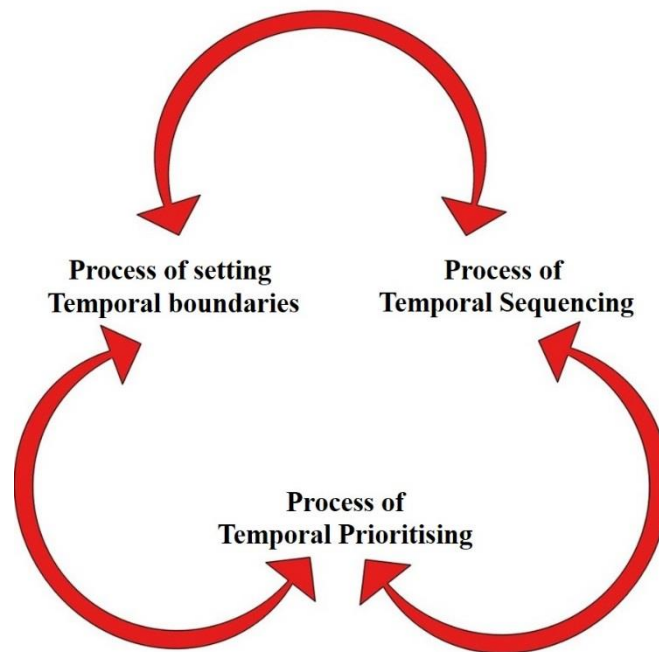 Process of setting
Temporal boundaries
Process of
Temporal Sequencing
Process of
Temporal Prioritising